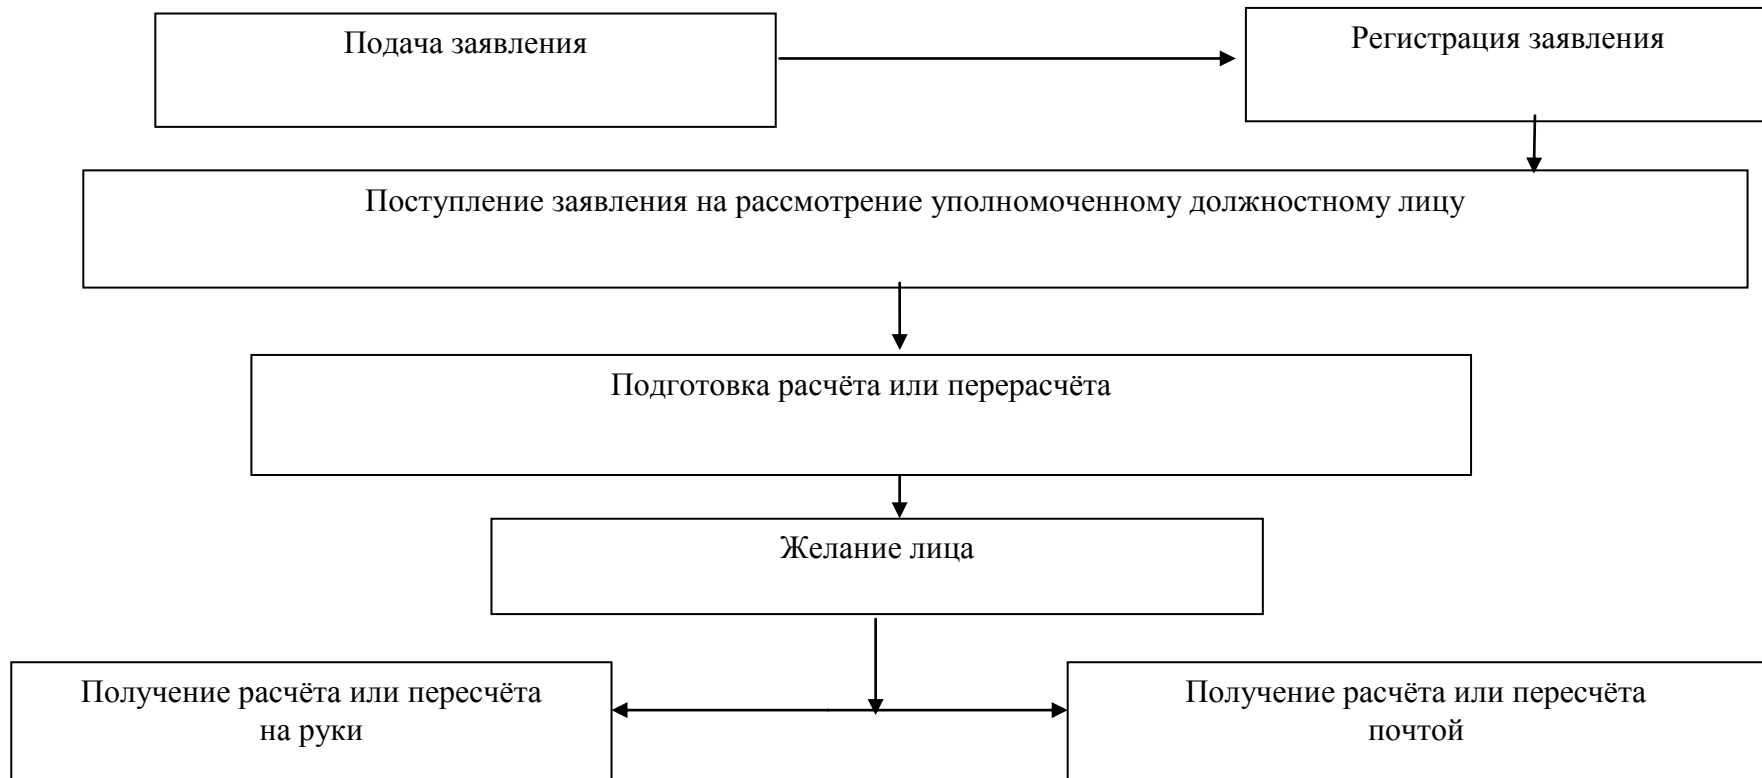 Подача заявления
Регистрация заявления
Поступление заявления на рассмотрение уполномоченному должностному лицу
Подготовка расчёта или перерасчёта
Желание лица
Получение расчёта или пересчёта
на руки
Получение расчёта или пересчёта
почтой